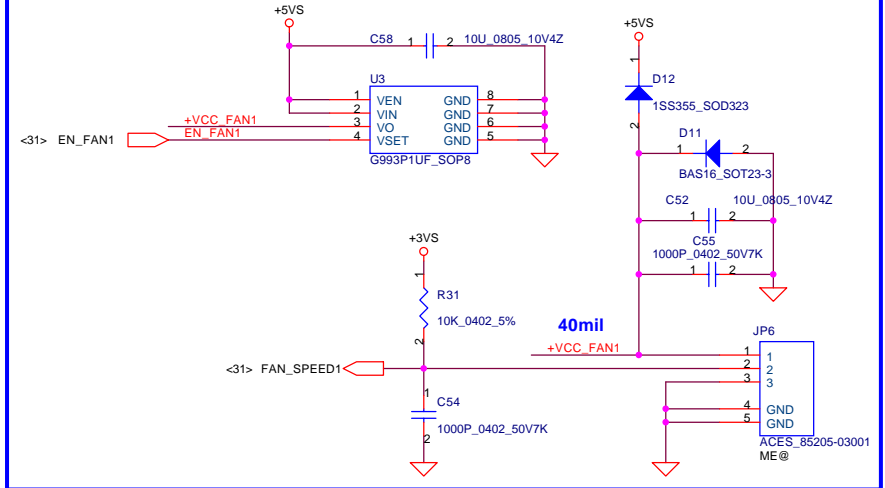 +5VS
C58 1 2 10U_0805_10V4Z
U3
1 VEN GND 8
2 VIN GND 7
+VCC_FAN1 3 VO GND 6
<31> EN_FAN1 EN_FAN1 4 VSET GND 5
G993P1UF_SOP8
+5VS
1
D12
1SS355_SOD323
2
D11
1 2
BAS16_SOT23-3
C52 10U_0805_10V4Z
1 2
C55
1000P_0402_50V7K
1 2
+3VS
1
R31
10K_0402_5%
2
40mil
+VCC_FAN1
<31> FAN_SPEED1
1
C54
1000P_0402_50V7K
2
JP6
1 1
2 2
3 3
4 GND
5 GND
ACES_85205-03001
ME@